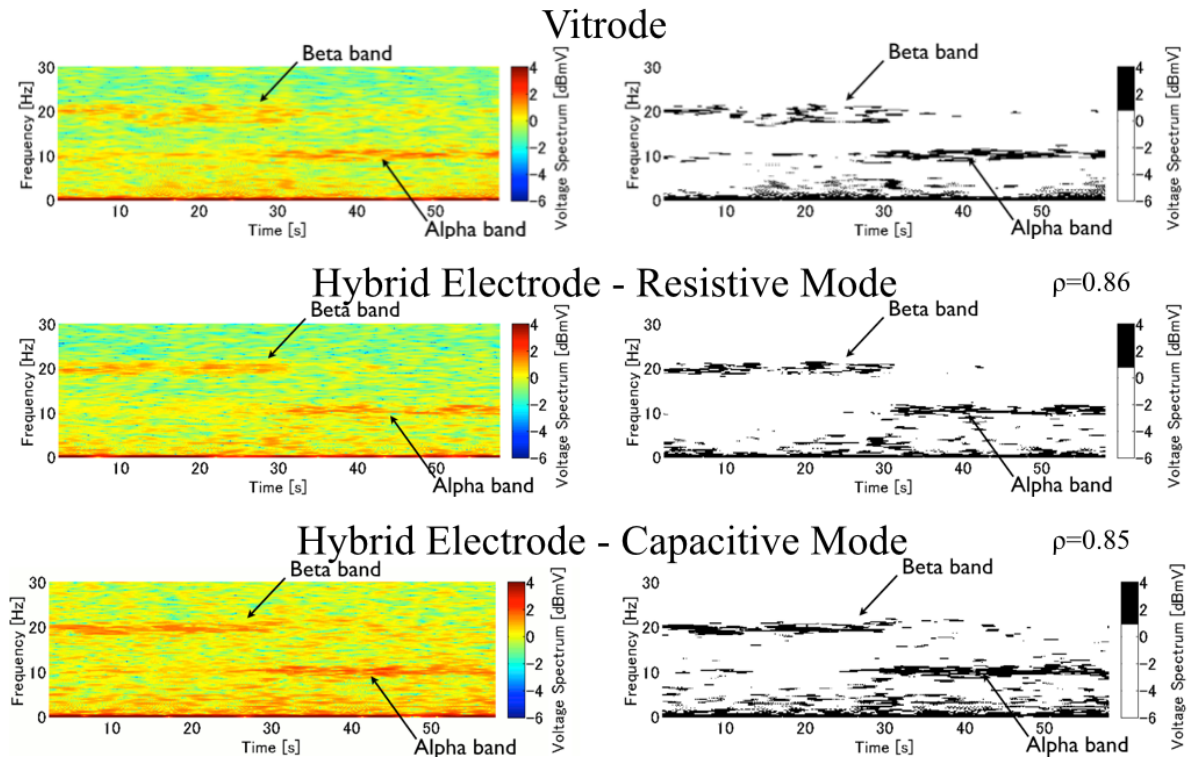 Vitrode
Beta band
Beta band
30
20
10
0
Frequency [Hz]
10 20 30 40 50
Time [s]
Alpha band
4
2
0
-2
-4
-6
Voltage Spectrum [dBmV]
30
20
10
0
Frequency [Hz]
10 20 30 40 50
Time [s]
Alpha band
4
2
0
-2
-4
-6
Voltage Spectrum [dBmV]
Hybrid Electrode - Resistive Mode
ρ=0.86
Beta band
Beta band
30
20
10
0
Frequency [Hz]
10 20 30 40 50
Time [s]
Alpha band
4
2
0
-2
-4
-6
Voltage Spectrum [dBmV]
30
20
10
0
Frequency [Hz]
10 20 30 40 50
Time [s]
Alpha band
4
2
0
-2
-4
-6
Voltage Spectrum [dBmV]
Hybrid Electrode - Capacitive Mode
ρ=0.85
Beta band
Beta band
30
20
10
0
Frequency [Hz]
10 20 30 40 50
Time [s]
Alpha band
4
2
0
-2
-4
-6
Voltage Spectrum [dBmV]
30
20
10
0
Frequency [Hz]
10 20 30 40 50
Time [s]
Alpha band
4
2
0
-2
-4
-6
Voltage Spectrum [dBmV]